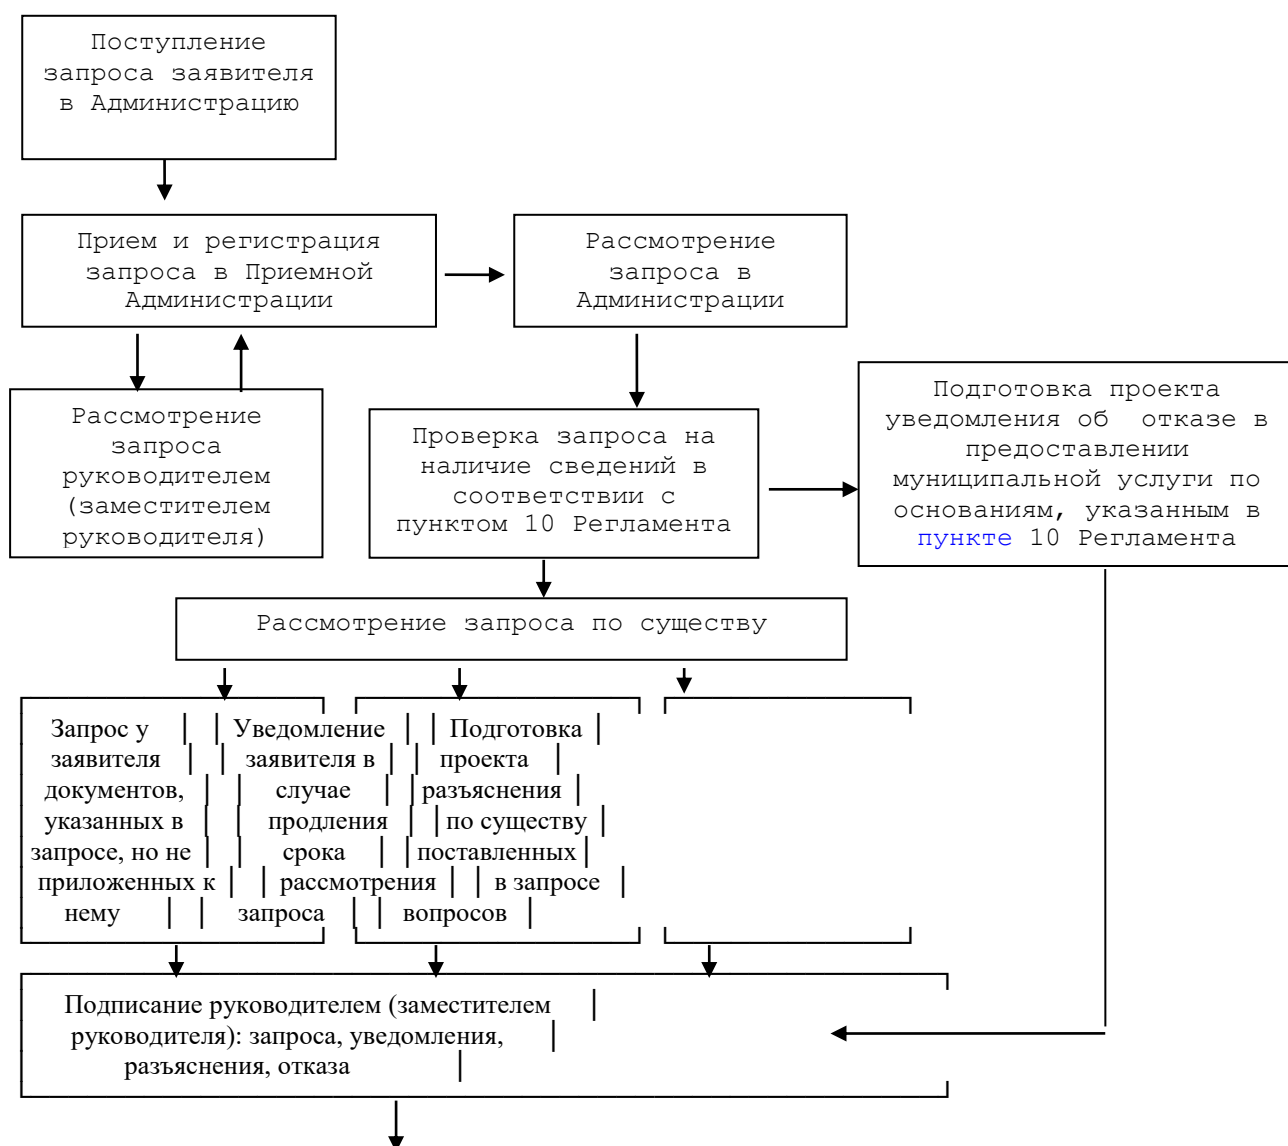 Поступление
запроса заявителя
в Администрацию
Прием и регистрация
запроса в Приемной
Администрации
Рассмотрение
запроса в
Администрации
Рассмотрение
запроса
руководителем
(заместителем
руководителя)
Проверка запроса на
наличие сведений в
соответствии с
пунктом 10 Регламента
Подготовка проекта
уведомления об  отказе в
предоставлении
муниципальной услуги по
основаниям, указанным в
пункте 10 Регламента
Рассмотрение запроса по существу
Запрос у │ │ Уведомление │ │ Подготовка │
заявителя │ │ заявителя в │ │ проекта │
документов, │ │ случае │ │разъяснения │
указанных в │ │ продления │ │по существу │
запросе, но не │ │ срока │ │поставленных│
приложенных к │ │ рассмотрения │ │ в запросе │
нему │ │ запроса │ │ вопросов │
Подписание руководителем (заместителем │
руководителя): запроса, уведомления, │
разъяснения, отказа │